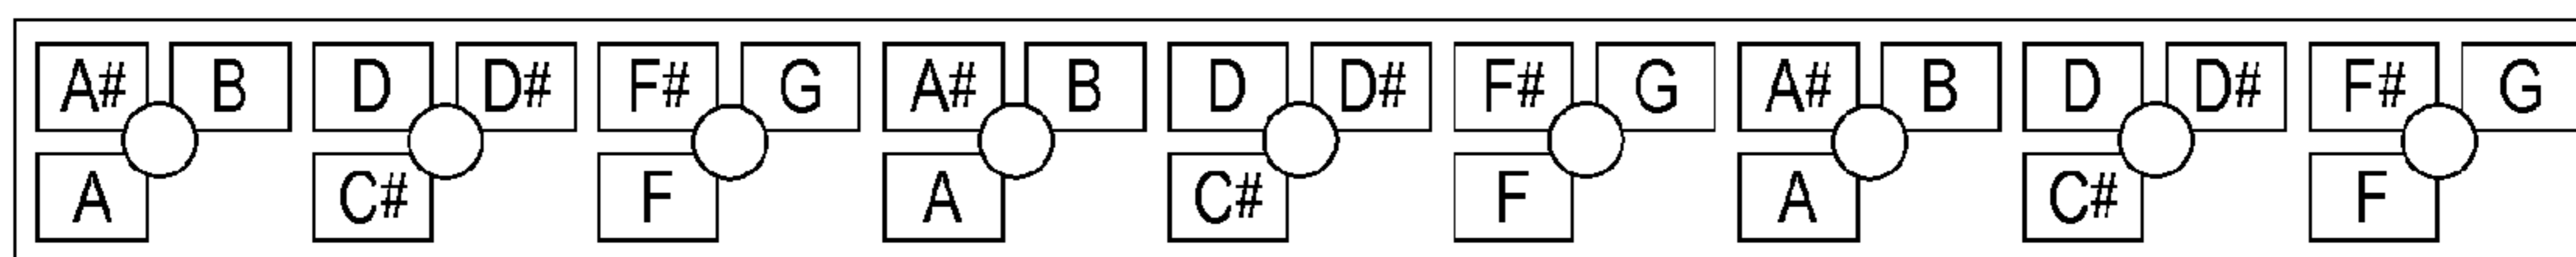 A# B D D# F# G A# B D D# F# G A# B D D# F# G
A C# F A C# F A C# F